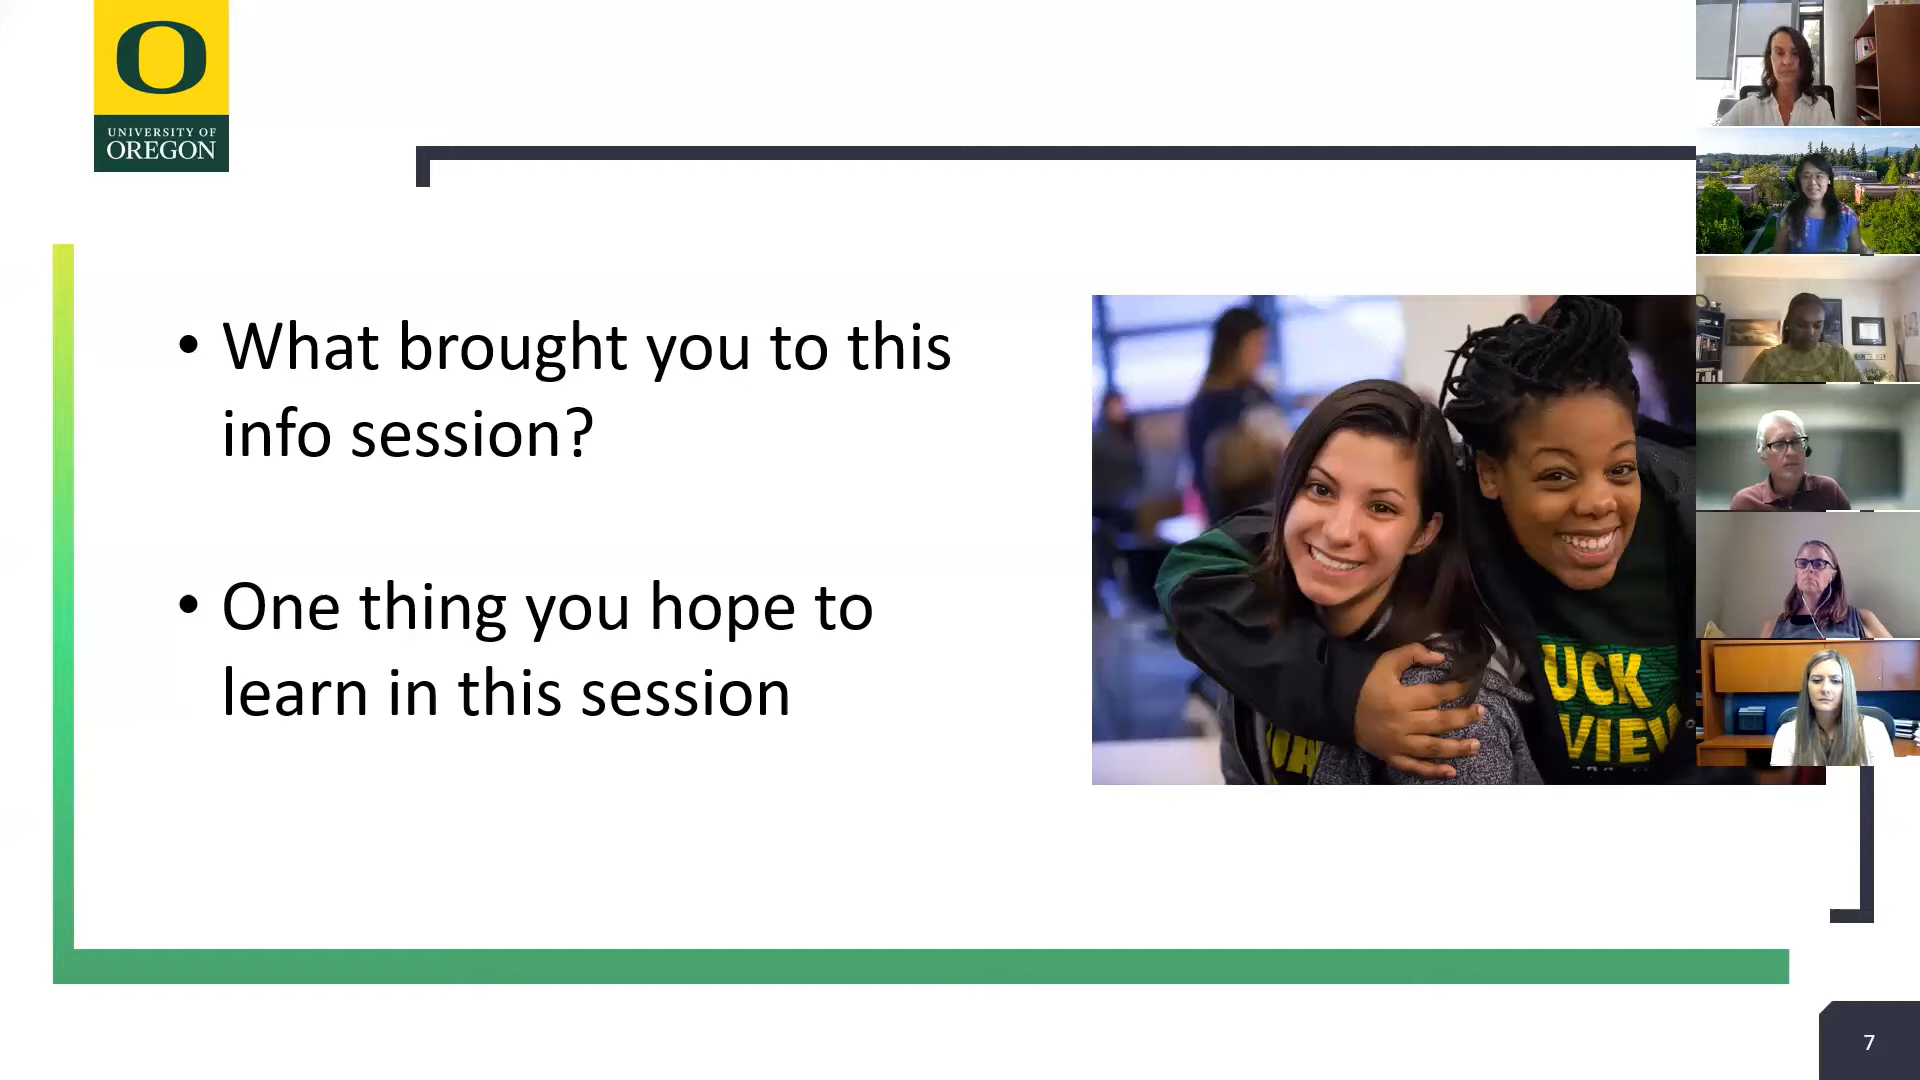 O
UNIVERSITY OF
OREGON
• What brought you to this
info session?
• One thing you hope to
learn in this session
UCK
VIEW
7